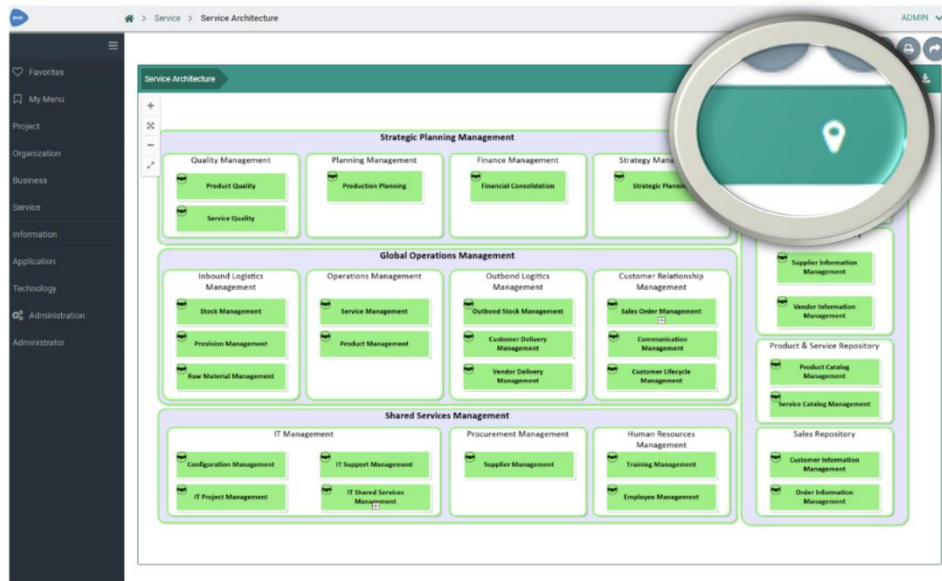 eva
Service
Service Architecture
ADMIN
Favorites
My Menu
Project
Organization
Business
Service
Information
Application
Technology
Administration
Administrator
Service Architecture
Strategic Planning Management
Quality Management
Product Quality
Service Quality
Planning Management
Production Planning
Finance Management
Financial Consolidation
Strategy
Strategic
Global Operations Management
Inbound Logistics
Management
Stock Management
Provision Management
Raw Material Management
Operations Management
Service Management
Product Management
Outbond Logitics
Management
Outbond Stock Management
Customer Delivery
Management
Vendor Delivery
Management
Customer Relationship
Management
Sales Order Management
Communication
Management
Customer Lifecycle
Management
Shared Services Management
IT Management
Configuration Management
IT Support Management
IT Project Management
IT Shared Services
Management
Procurement Management
Supplier Management
Human Resources
Management
Training Management
Employee Management
Supplier Information
Management
Vendor Information
Management
Product & Service Repository
Product Catalog
Management
Service Catalog Management
Sales Repository
Customer Information
Management
Order Information
Management